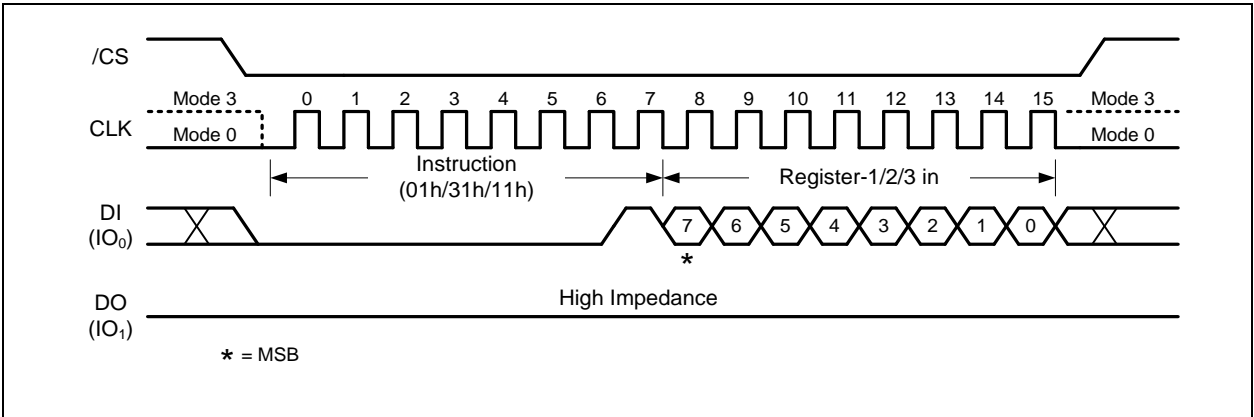 /CS
Mode 3 0 1 2 3 4 5 6 7 8 9 10 11 12 13 14 15 Mode 3
CLK
Mode 0 Mode 0
Instruction
(01h/31h/11h)
Register-1/2/3 in
DI
(IO₀)
7 6 5 4 3 2 1 0
*
High Impedance
DO
(IO₁)
* = MSB